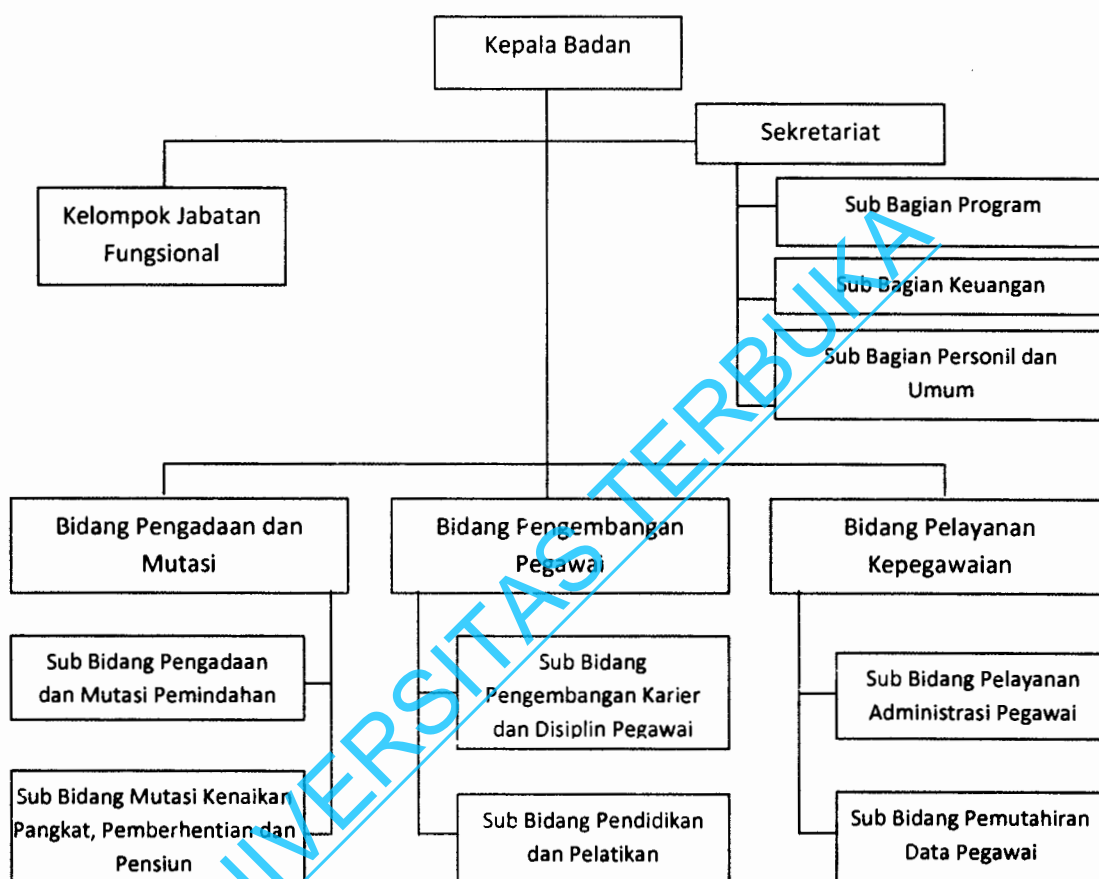 Kepala Badan
Sekretariat
Kelompok Jabatan
Fungsional
Sub Bagian Program
Sub Bagian Keuangan
Sub Bagian Personil dan
Umum
Bidang Pengadaan dan
Mutasi
Bidang Pengembangan
Pegawai
Bidang Pelayanan
Kepegawaian
Sub Bidang Pengadaan
dan Mutasi Pemindahan
Sub Bidang Mutasi Kenaikan
Pangkat, Pemberhentian dan
Pensiun
Sub Bidang
Pengembangan Karier
dan Disiplin Pegawai
Sub Bidang Pendidikan
dan Pelatikan
Sub Bidang Pelayanan
Administrasi Pegawai
Sub Bidang Pemutahiran
Data Pegawai
NIVERSITAS TERBUKA